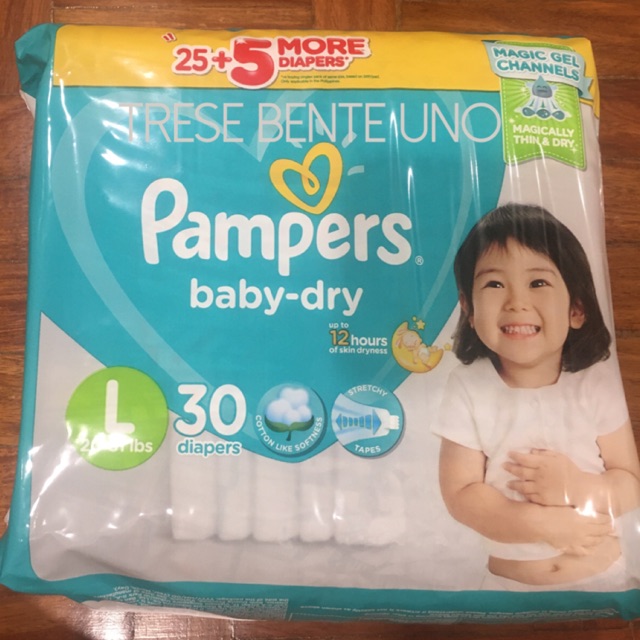 25+5 MORE
DIAPERS*
MAGIC GEL
CHANNELS
MAGICALLY
THIN & DRY
TRESE BENTE UNO
Pampers®
baby-dry
up to
12 hours
of skin dryness
L
lbs
30
diapers
COTTON LIKE SOFTNESS
STRETCHY
TAPES